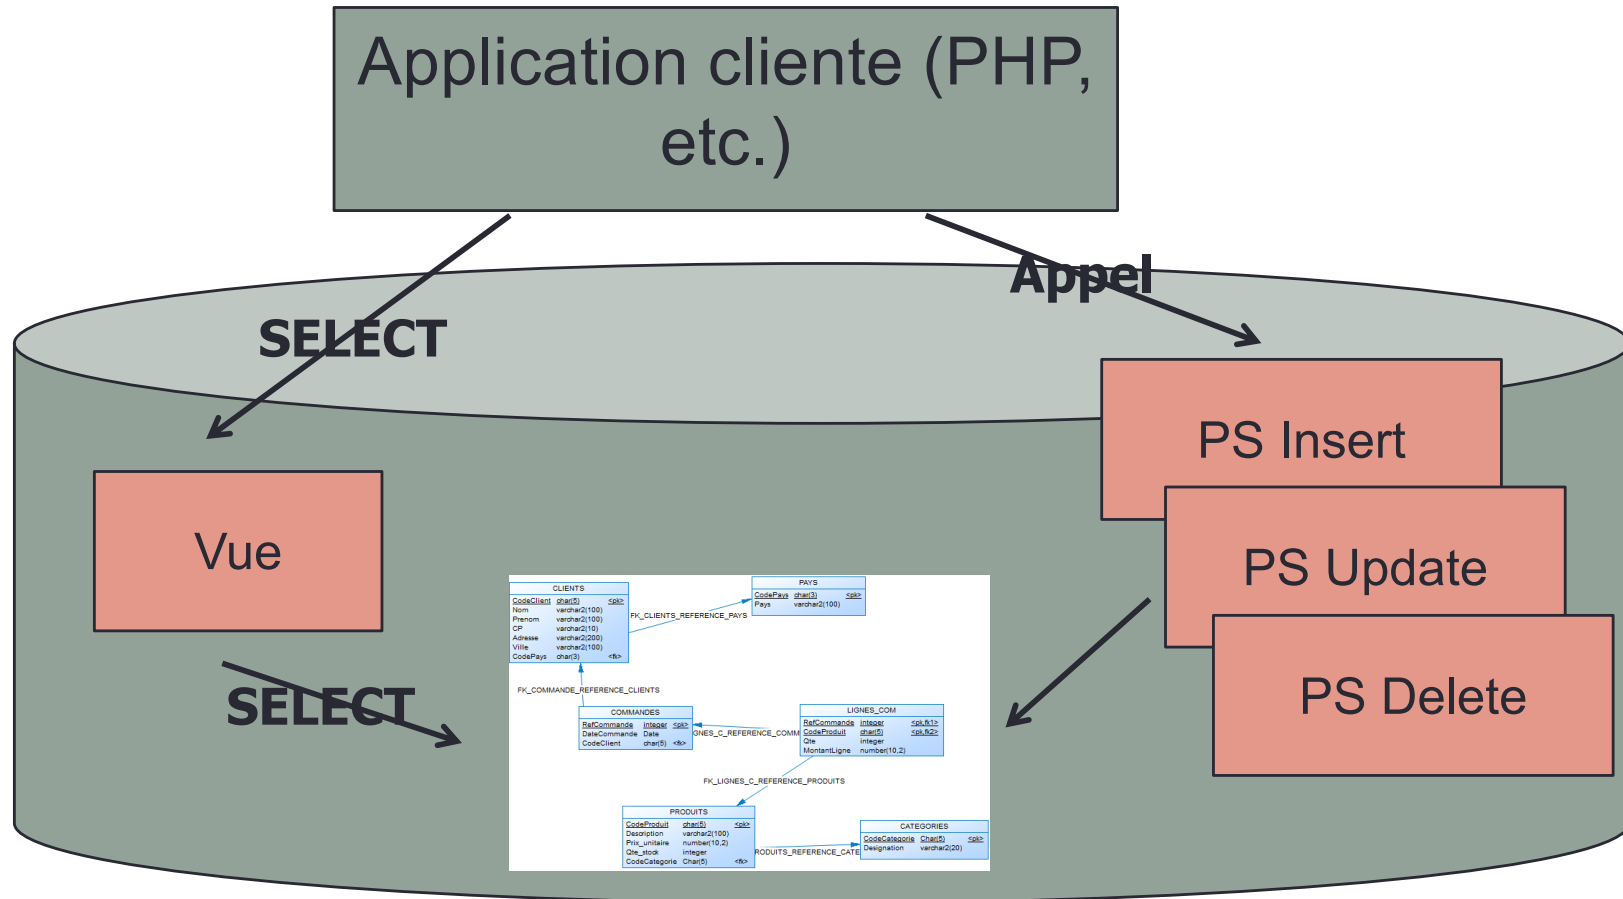 Application cliente (PHP,
etc.)
Appel
SELECT
PS Insert
Vue
PS Update
PS Delete
SELECT
CLIENTS
CodeClient char(5) <pk>
Nom varchar2(100)
Prenom varchar2(100)
CP varchar2(10)
Adresse varchar2(200)
Ville varchar2(100)
CodePays char(3) <fk>
FK_CLIENTS_REFERENCE_PAYS
PAYS
CodePays char(3) <pk>
Pays varchar2(100)
FK_COMMANDE_REFERENCE_CLIENTS
COMMANDES
RefCommande integer <pk>
DateCommande Date
CodeClient char(5) <fk>
GNES_C_REFERENCE_COMM
LIGNES_COM
RefCommande integer <pk,fk1>
CodeProduit char(5) <pk,fk2>
Qte integer
MontantLigne number(10,2)
FK_LIGNES_C_REFERENCE_PRODUITS
PRODUITS
CodeProduit char(5) <pk>
Description varchar2(100)
Prix_unitaire number(10,2)
Qte_stock integer
CodeCategorie Char(5) <fk>
RODUITS_REFERENCE_CATE
CATEGORIES
CodeCategorie Char(5) <pk>
Designation varchar2(20)